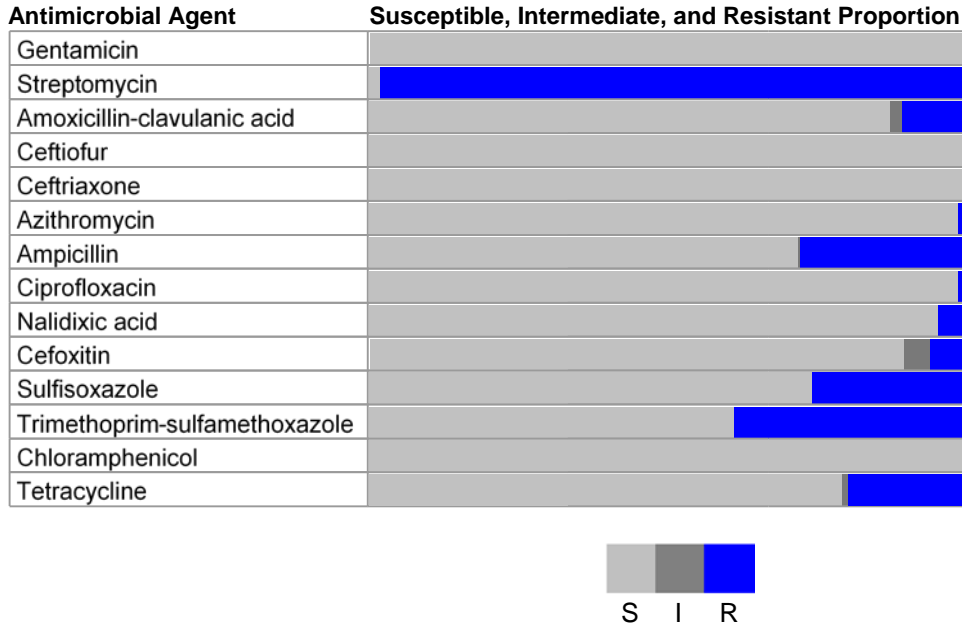 Antimicrobial Agent Susceptible, Intermediate, and Resistant Proportion
Gentamicin
Streptomycin
Amoxicillin-clavulanic acid
Ceftiofur
Ceftriaxone
Azithromycin
Ampicillin
Ciprofloxacin
Nalidixic acid
Cefoxitin
Sulfisoxazole
Trimethoprim-sulfamethoxazole
Chloramphenicol
Tetracycline
S I R